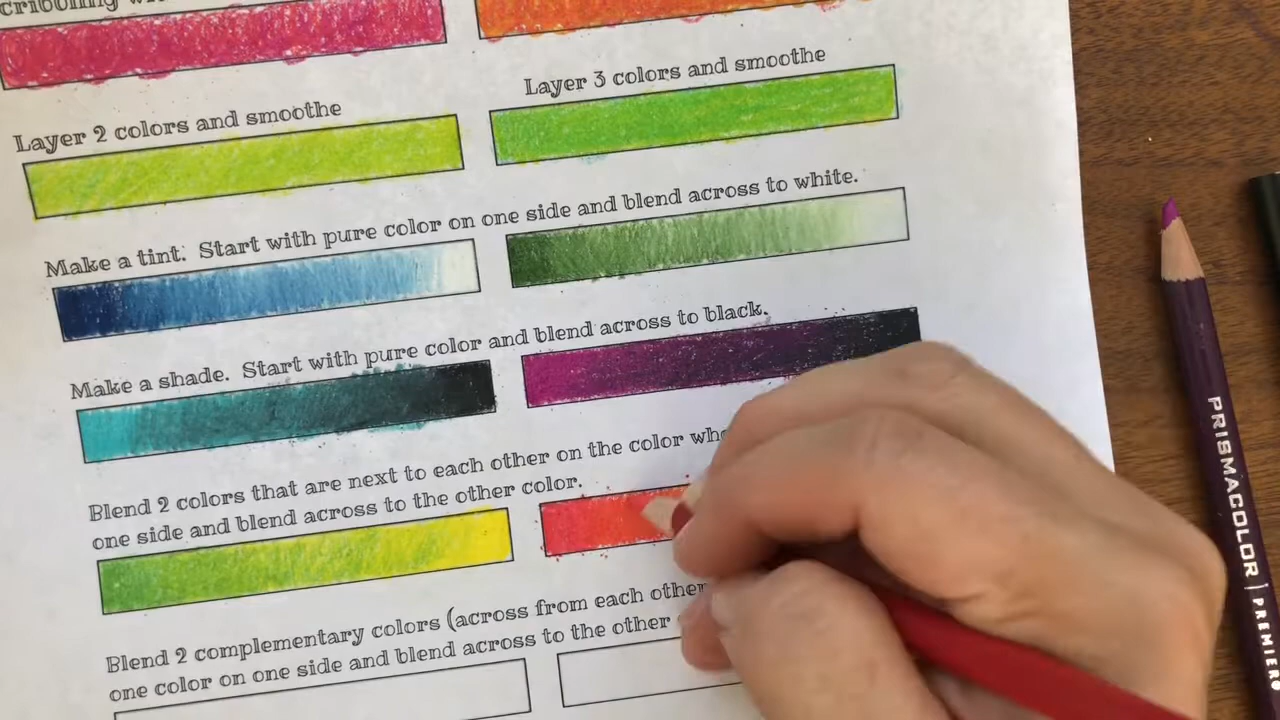 Layer 2 colors and smoothe
Layer 3 colors and smoothe
Make a tint. Start with pure color on one side and blend across to white.
Make a shade. Start with pure color and blend across to black.
Blend 2 colors that are next to each other on the color
one side and blend across to the other color.
Blend 2 complementary colors (across from each other
one color on one side and blend across to the other
PRISMACOLOR | PREMIER